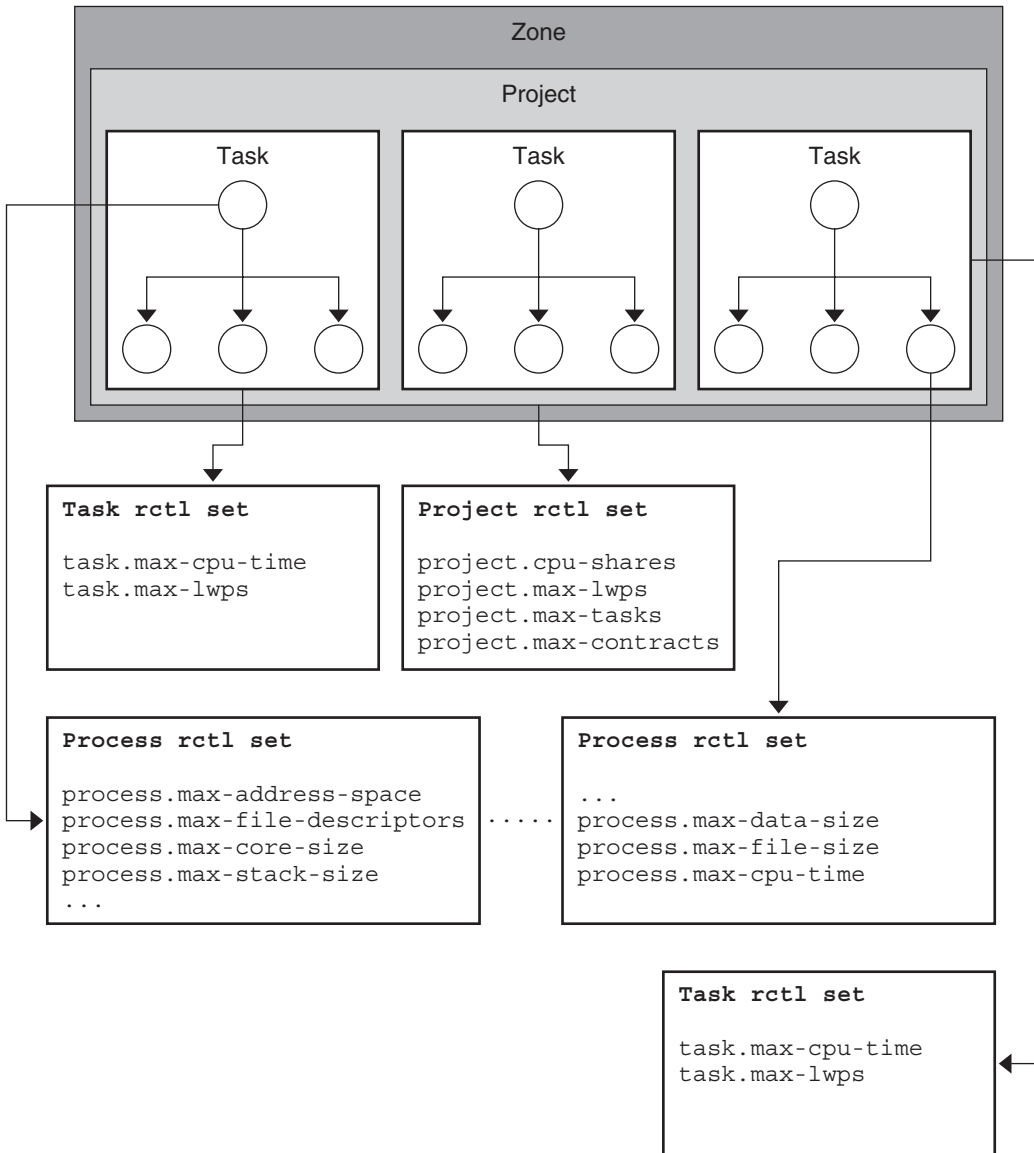 Zone
Project
Task
Task
Task
Task rctl set
task.max-cpu-time
task.max-lwps
Project rctl set
project.cpu-shares
project.max-lwps
project.max-tasks
project.max-contracts
Process rctl set
process.max-address-space
process.max-file-descriptors
process.max-core-size
process.max-stack-size
...
.....
Process rctl set
...
process.max-data-size
process.max-file-size
process.max-cpu-time
Task rctl set
task.max-cpu-time
task.max-lwps